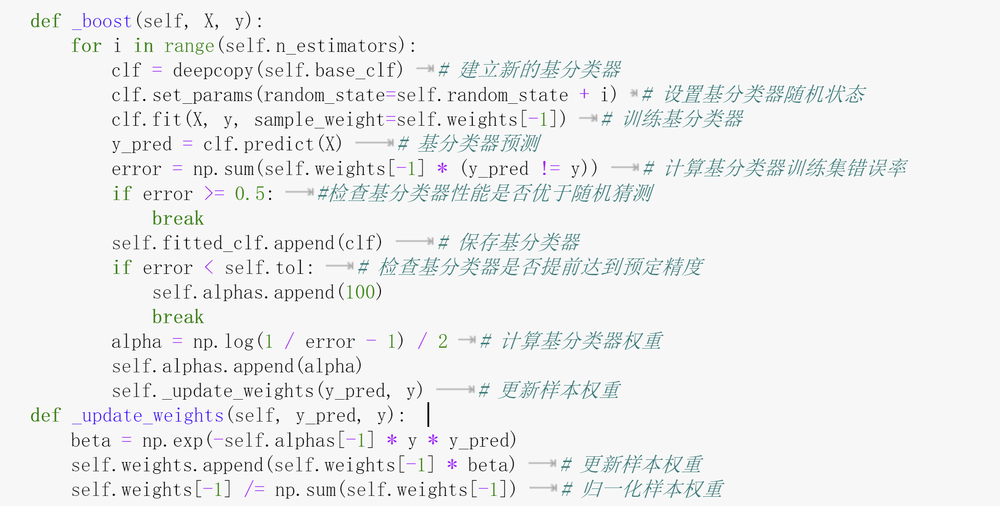 def _boost(self, X, y):
    for i in range(self.n_estimators):
        clf = deepcopy(self.base_clf) # 建立新的基分类器
        clf.set_params(random_state=self.random_state + i) # 设置基分类器随机状态
        clf.fit(X, y, sample_weight=self.weights[-1]) # 训练基分类器
        y_pred = clf.predict(X) # 基分类器预测
        error = np.sum(self.weights[-1] * (y_pred != y)) # 计算基分类器训练集错误率
        if error >= 0.5: #检查基分类器性能是否优于随机猜测
            break
        self.fitted_clf.append(clf) # 保存基分类器
        if error < self.tol: # 检查基分类器是否提前达到预定精度
            self.alphas.append(100)
            break
        alpha = np.log(1 / error - 1) / 2 # 计算基分类器权重
        self.alphas.append(alpha)
        self._update_weights(y_pred, y) # 更新样本权重
def _update_weights(self, y_pred, y):
    beta = np.exp(-self.alphas[-1] * y * y_pred)
    self.weights.append(self.weights[-1] * beta) # 更新样本权重
    self.weights[-1] /= np.sum(self.weights[-1]) # 归一化样本权重